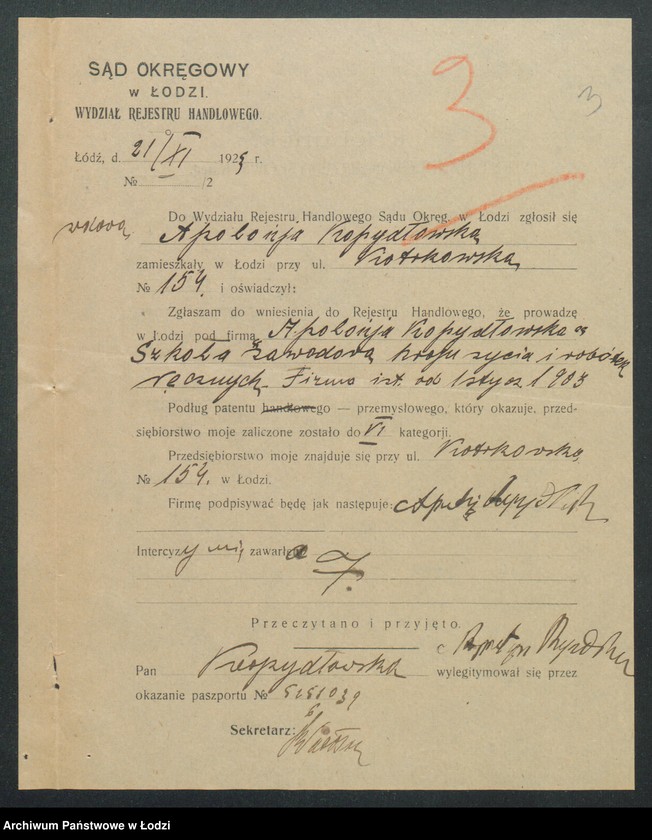 3
3
SĄD OKRĘGOWY
w ŁODZI.
WYDZIAŁ REJESTRU HANDLOWEGO.
Łódź, d. 21/XI 1925 r.
№ /2
Do Wydziału Rejestru Handlowego Sądu Okręg. w Łodzi zgłosił się
wdowa Apolonja Kopydłowska
zamieszkały w Łodzi przy ul. Piotrkowska
№ 154. i oświadczył:
Zgłaszam do wniesienia do Rejestru Handlowego, że prowadzę
w Łodzi pod firmą Apolonja Kopydłowska
Szkoła zawodowa kroju szycia i robótek
ręcznych. Firma ist. od 1 stycz 1903
Podług patentu handlowego — przemysłowego, który okazuje, przed-
siębiorstwo moje zaliczone zostało do VI kategorji.
Przedsiębiorstwo moje znajduje się przy ul. Piotrkowska
№ 154. w Łodzi.
Firmę podpisywać będę jak następuje:
Intercyzy nie zawarła
Przeczytano i przyjęto.
Pan Kopydłowska wylegitymował się przez
okazanie paszportu №
Sekretarz:
Archiwum Państwowe w Łodzi